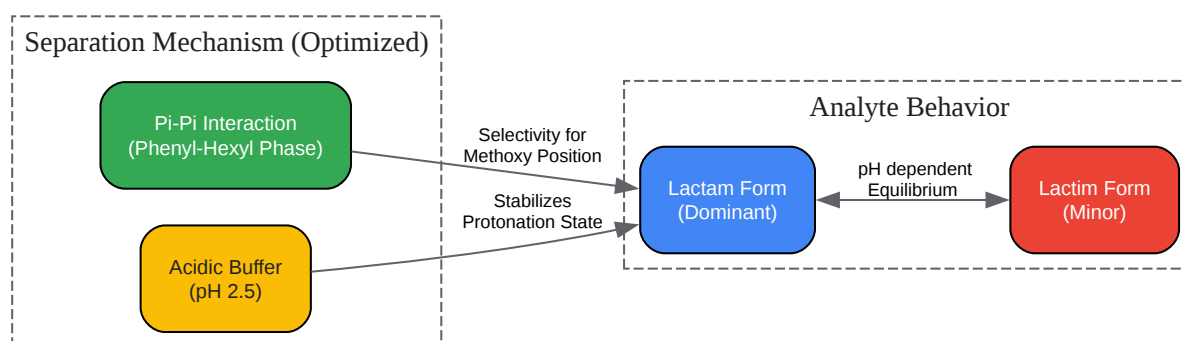 Separation Mechanism (Optimized)
Pi-Pi Interaction
(Phenyl-Hexyl Phase)
Acidic Buffer
(pH 2.5)
Selectivity for
Methoxy Position
Stabilizes
Protonation State
Analyte Behavior
Lactam Form
(Dominant)
pH dependent
Equilibrium
Lactim Form
(Minor)